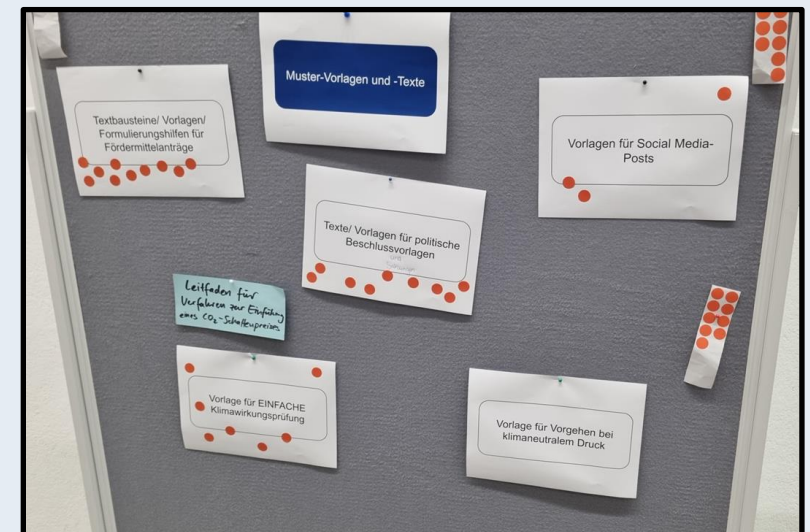 Muster-Vorlagen und -Texte
Textbausteine/ Vorlagen/
Formulierungshilfen für
Fördermittelanträge
Vorlagen für Social Media-
Posts
Texte/ Vorlagen für politische
Beschlussvorlagen
und
Leitfaden für
Verfahren zur Einführung
eines CO₂-Schattenpreises
Vorlage für EINFACHE
Klimawirkungsprüfung
Vorlage für Vorgehen bei
klimaneutralem Druck